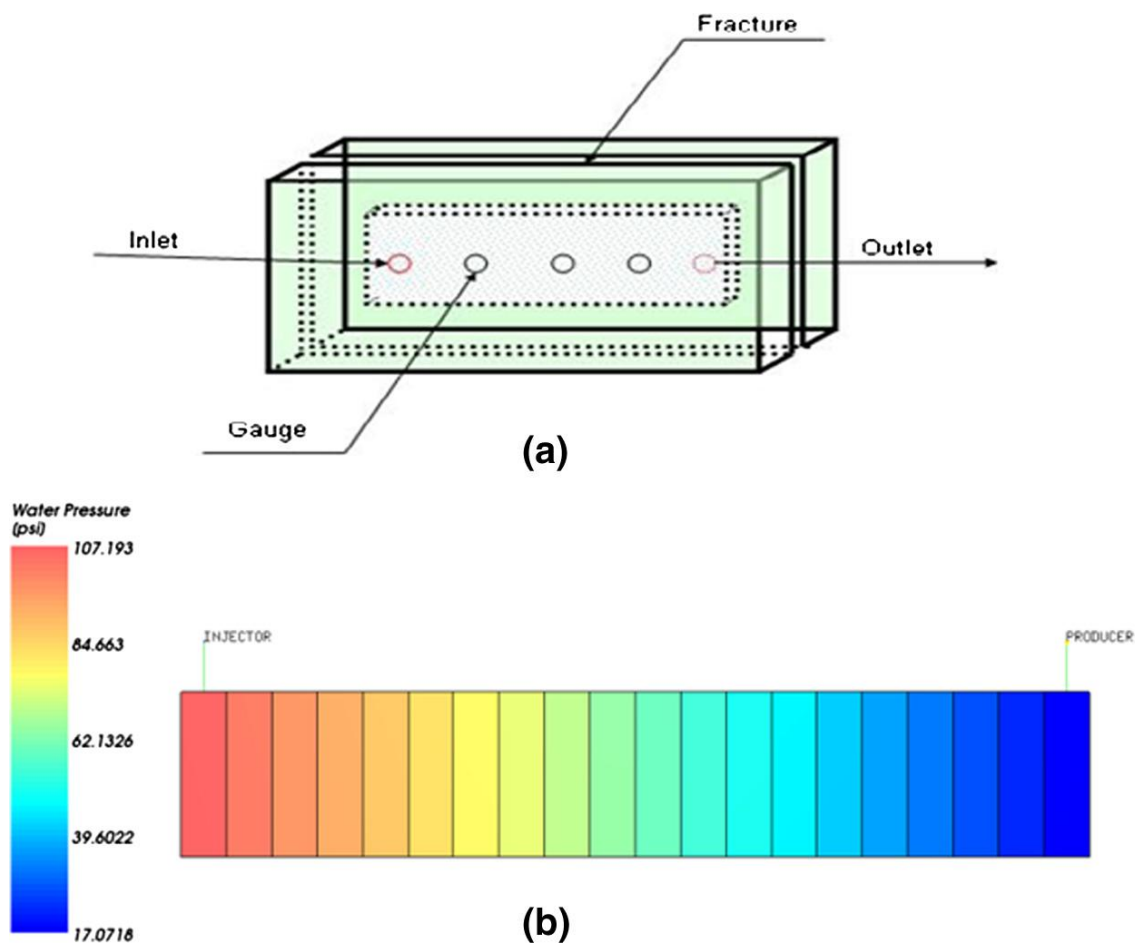 Fracture
Inlet
Outlet
Gauge
(a)
Water Pressure
(psi)
107.193
84.663
62.1326
39.6022
17.0718
INJECTOR
PRODUCER
(b)